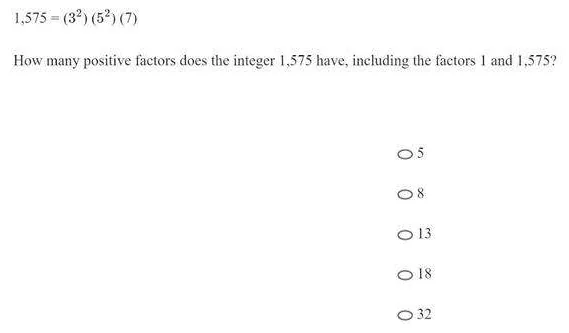 1,575 = (3²) (5²) (7)
How many positive factors does the integer 1,575 have, including the factors 1 and 1,575?
5
8
13
18
32